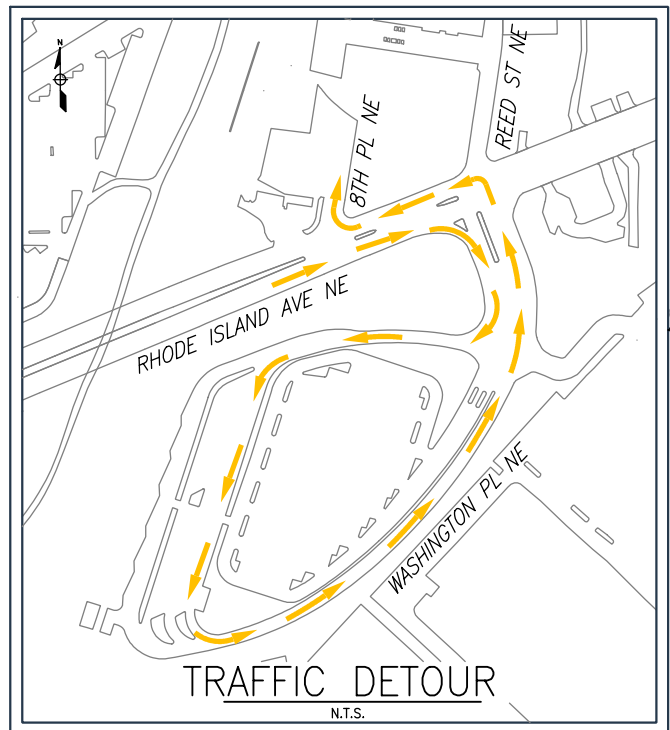 N
REED ST NE
8TH PL NE
RHODE ISLAND AVE NE
WASHINGTON PL NE
TRAFFIC DETOUR
N.T.S.